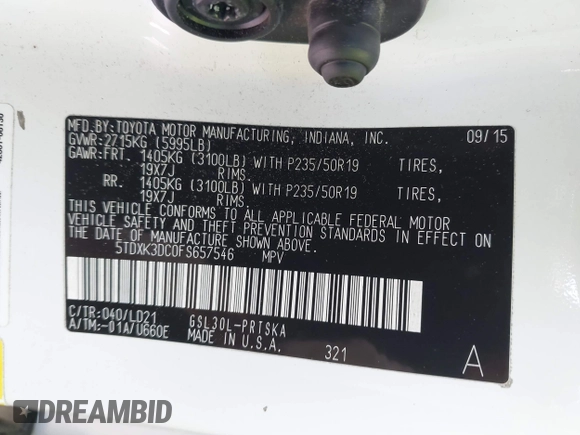 MFD.BY:TOYOTA MOTOR MANUFACTURING, INDIANA, INC. 09/15
GVWR:2715KG (5995LB)
GAWR:FRT. 1405KG (3100LB) WITH P235/50R19 TIRES,
19X7J RIMS.
RR. 1405KG (3100LB) WITH P235/50R19 TIRES,
19X7J RIMS.
THIS VEHICLE CONFORMS TO ALL APPLICABLE FEDERAL MOTOR
VEHICLE SAFETY AND THEFT PREVENTION STANDARDS IN EFFECT ON
THE DATE OF MANUFACTURE SHOWN ABOVE.
5TDXK3DC0FS657546 MPV
C/TR:040/LD21 GSL30L-PRTSKA
A/TM:-01A/U660E MADE IN U.S.A. 321 A
DREAMBID